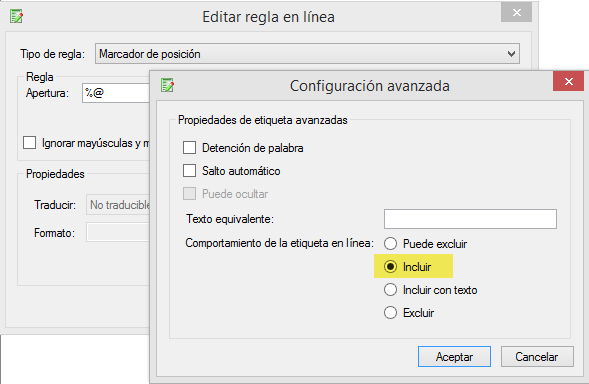 Editar regla en línea
Tipo de regla: Marcador de posición
Regla
Apertura: %@
Ignorar mayúsculas y
Propiedades
Traducir: No traducible
Formato:
Configuración avanzada
Propiedades de etiqueta avanzadas
Detención de palabra
Salto automático
Puede ocultar
Texto equivalente:
Comportamiento de la etiqueta en línea: Puede excluir
Incluir
Incluir con texto
Excluir
Aceptar Cancelar